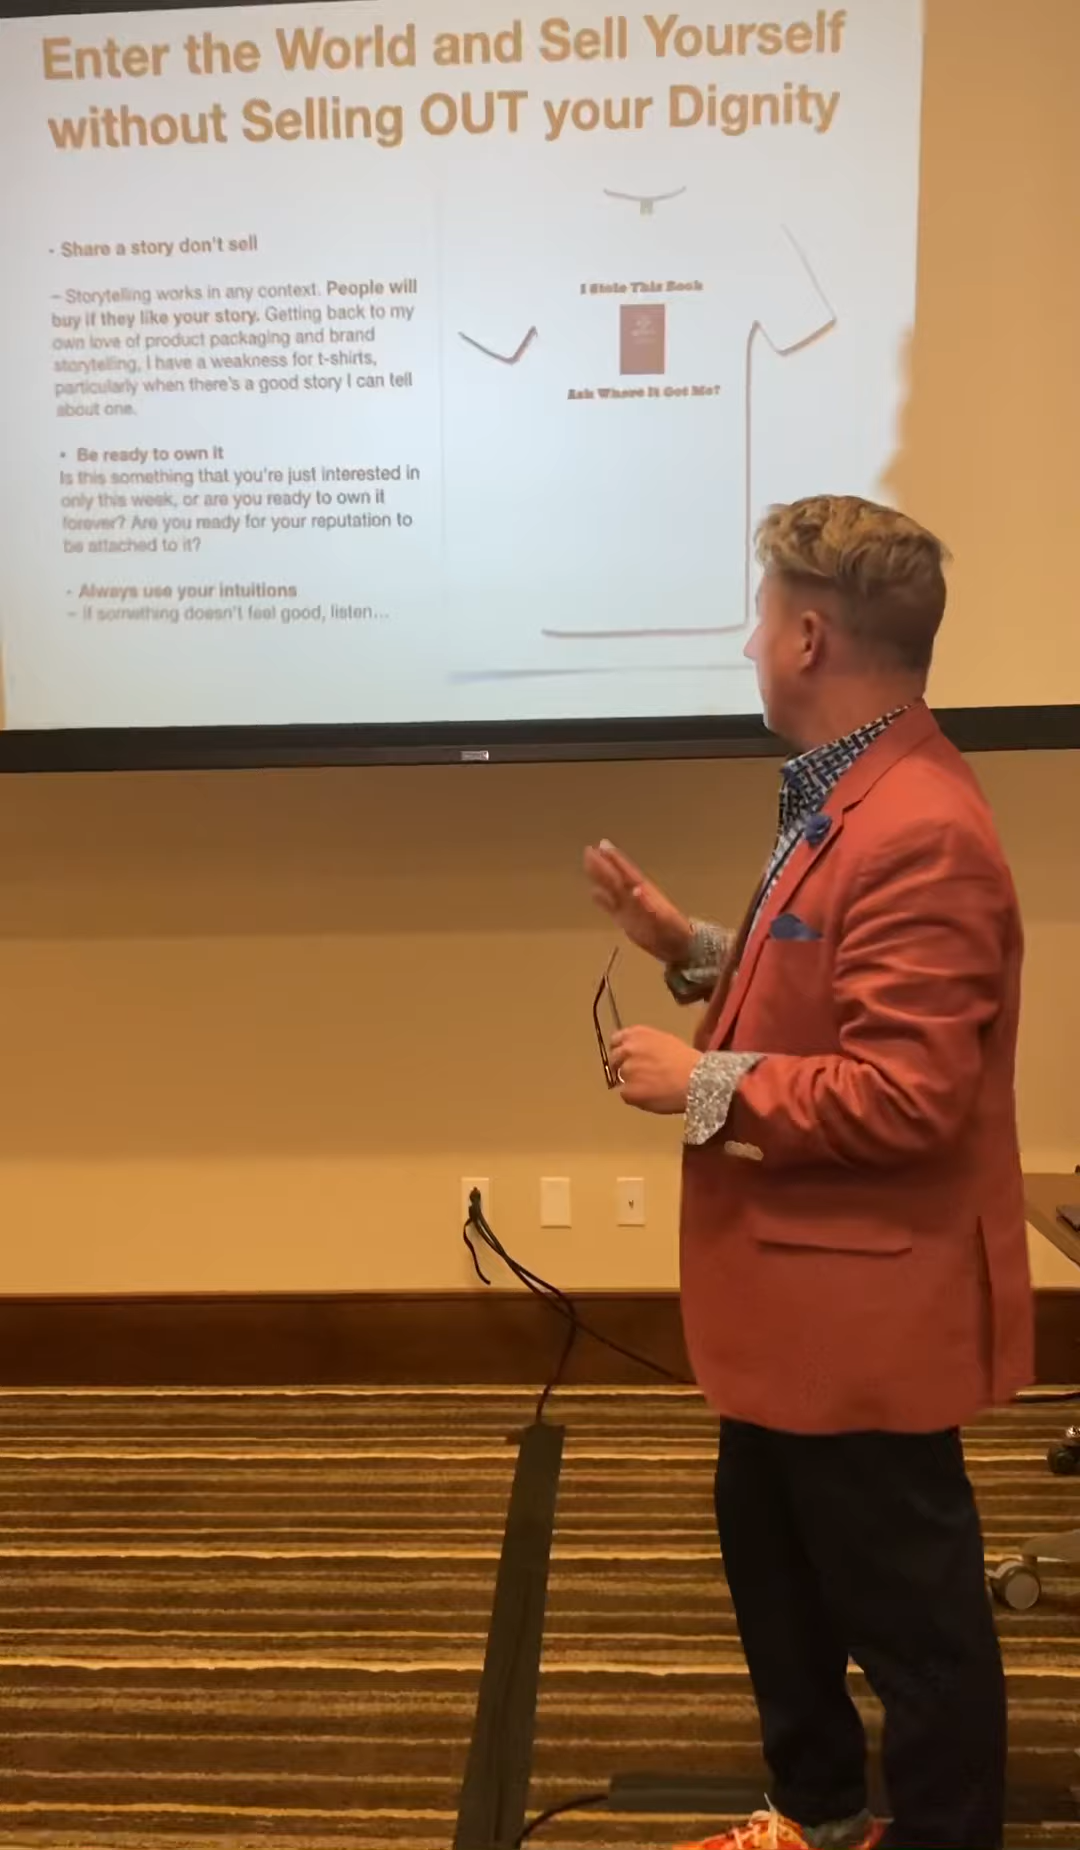 Enter the World and Sell Yourself
without Selling OUT your Dignity
- Share a story don't sell
– Storytelling works in any context. People will
buy if they like your story. Getting back to my
own love of product packaging and brand
storytelling, I have a weakness for t-shirts,
particularly when there's a good story I can tell
about one.
• Be ready to own it
Is this something that you're just interested in
only this week, or are you ready to own it
forever? Are you ready for your reputation to
be attached to it?
- Always use your intuitions
– if something doesn't feel good, listen...
I Stole This Book
Ask Where It Got Me?